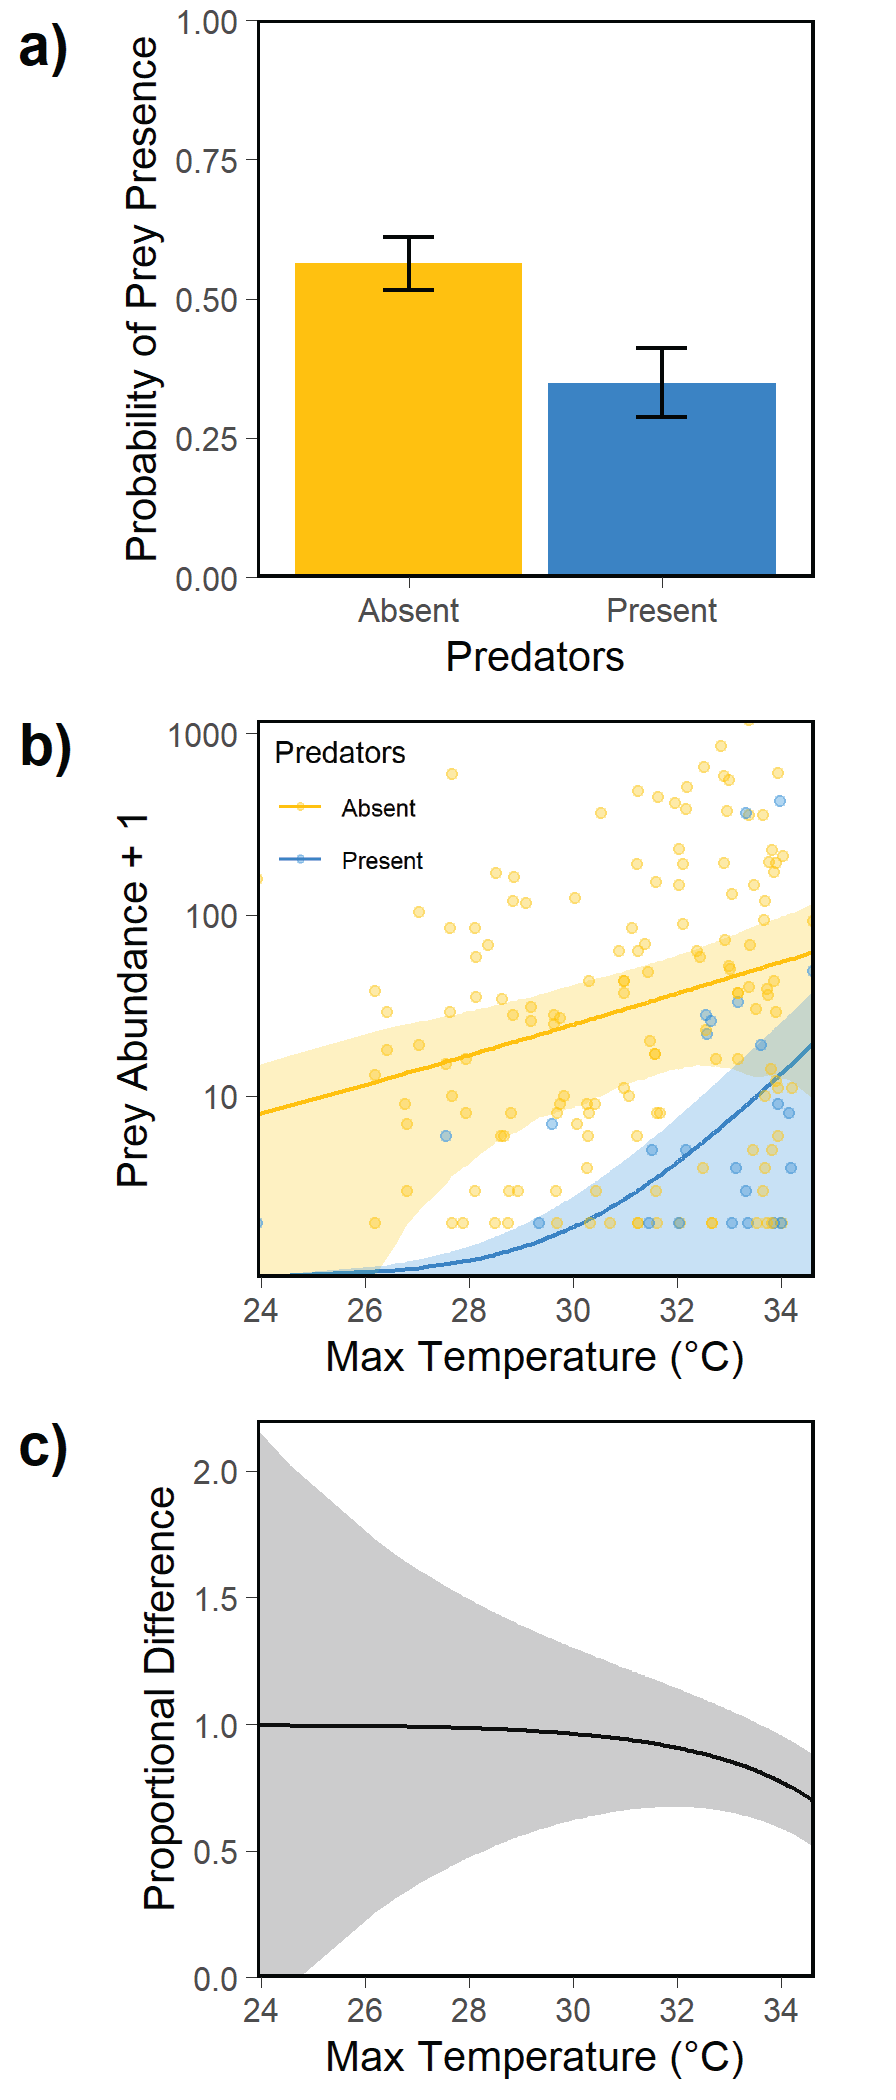 a)
Probability of Prey Presence
1.00
0.75
0.50
0.25
0.00
Absent Present
Predators
b)
Prey Abundance + 1
1000
100
10
Predators
Absent
Present
24 26 28 30 32 34
Max Temperature (°C)
c)
Proportional Difference
2.0
1.5
1.0
0.5
0.0
24 26 28 30 32 34
Max Temperature (°C)